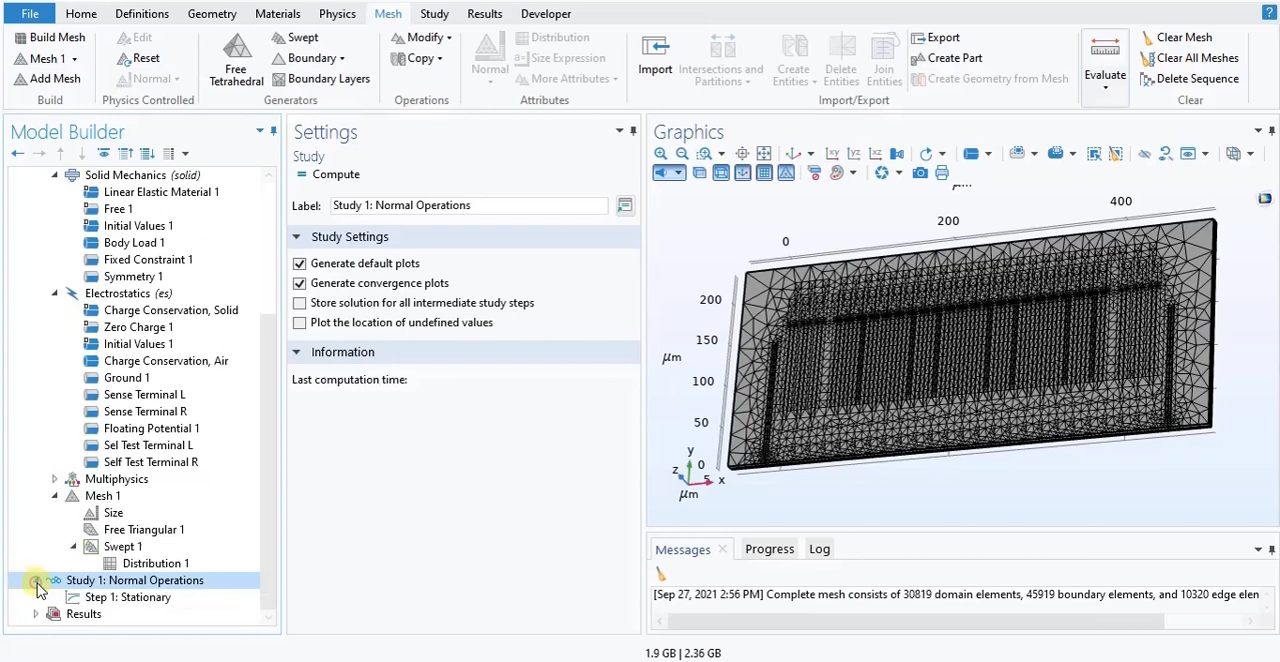 File Home Definitions Geometry Materials Physics Mesh Study Results Developer
Build Mesh
Mesh 1
Add Mesh
Build
Edit
Reset
Normal
Physics Controlled
Free Tetrahedral
Swept
Boundary
Boundary Layers
Generators
Modify
Copy
Operations
Normal
Distribution
Size Expression
More Attributes
Attributes
Import
Intersections and Partitions
Create Entities
Delete Entities
Join Entities
Export
Create Part
Create Geometry from Mesh
Import/Export
Evaluate
Clear Mesh
Clear All Meshes
Delete Sequence
Clear
Model Builder
Solid Mechanics (solid)
Linear Elastic Material 1
Free 1
Initial Values 1
Body Load 1
Fixed Constraint 1
Symmetry 1
Electrostatics (es)
Charge Conservation, Solid
Zero Charge 1
Initial Values 1
Charge Conservation, Air
Ground 1
Sense Terminal L
Sense Terminal R
Floating Potential 1
Sel Test Terminal L
Self Test Terminal R
Multiphysics
Mesh 1
Size
Free Triangular 1
Swept 1
Distribution 1
Study 1: Normal Operations
Step 1: Stationary
Results
Settings
Study
= Compute
Label: Study 1: Normal Operations
Study Settings
Generate default plots
Generate convergence plots
Store solution for all intermediate study steps
Plot the location of undefined values
Information
Last computation time:
Graphics
xy yz xz
0 200 400
200
150
μm
100
50
0
y
z
x
5
μm
Messages Progress Log
[Sep 27, 2021 2:56 PM] Complete mesh consists of 30819 domain elements, 45919 boundary elements, and 10320 edge elen
1.9 GB | 2.36 GB